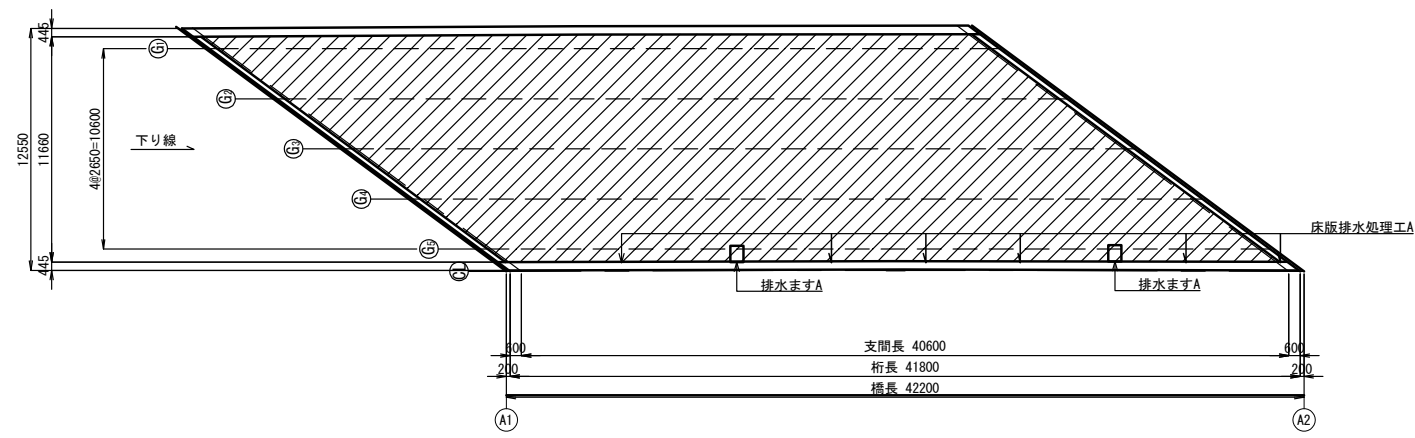 445
11660
12550
4@2650=10600
445
G1
G2
下り線
G3
G4
G5
CL
床版排水処理工A
排水ますA
排水ますA
600
支間長 40600
600
200
桁長 41800
200
橋長 42200
A1
A2